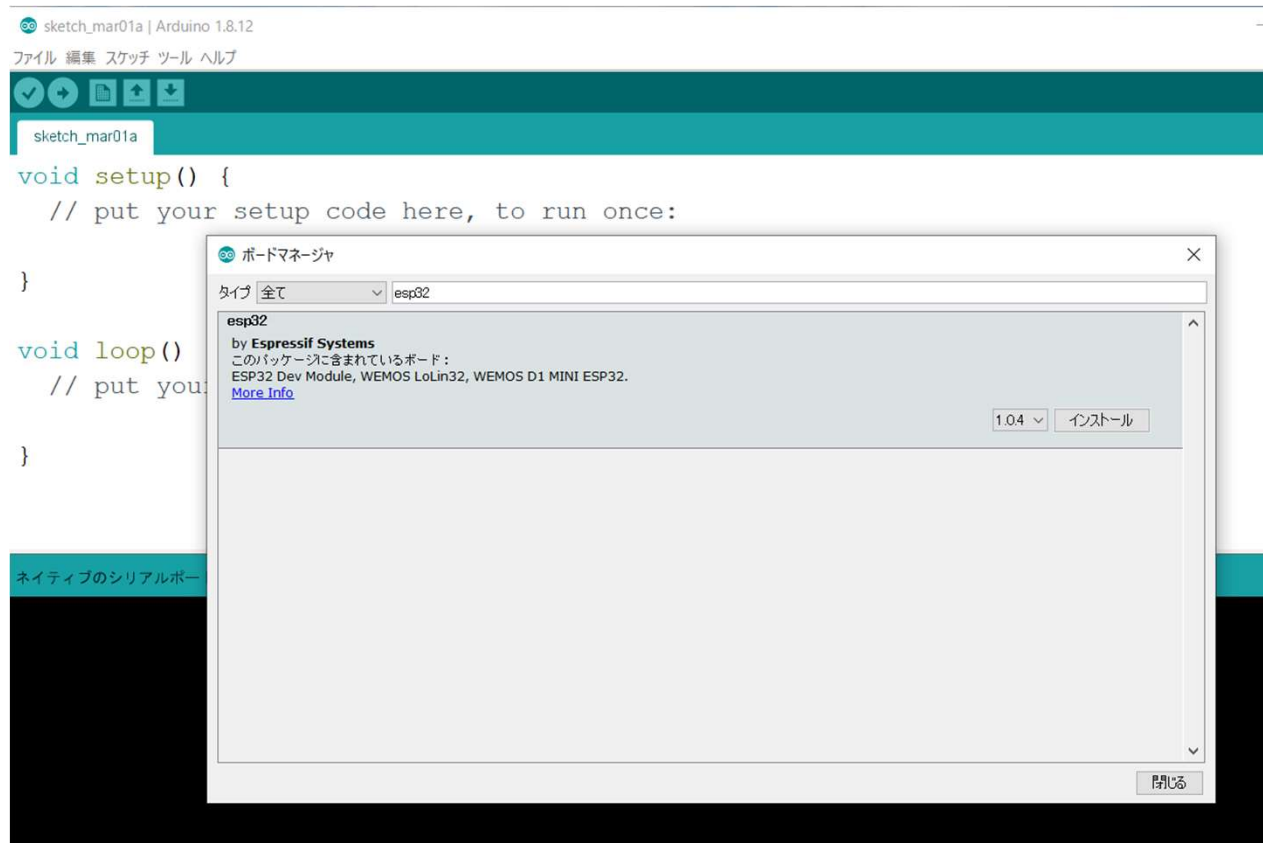 sketch_mar01a | Arduino 1.8.12
ファイル 編集 スケッチ ツール ヘルプ
sketch_mar01a
void setup() {
// put your setup code here, to run once:
}
void loop()
// put you
}
ボードマネージャ
タイプ 全て esp32
esp32
by Espressif Systems
このパッケージに含まれているボード：
ESP32 Dev Module, WEMOS LoLin32, WEMOS D1 MINI ESP32.
More Info
1.0.4 インストール
閉じる
ネイティブのシリアルポー